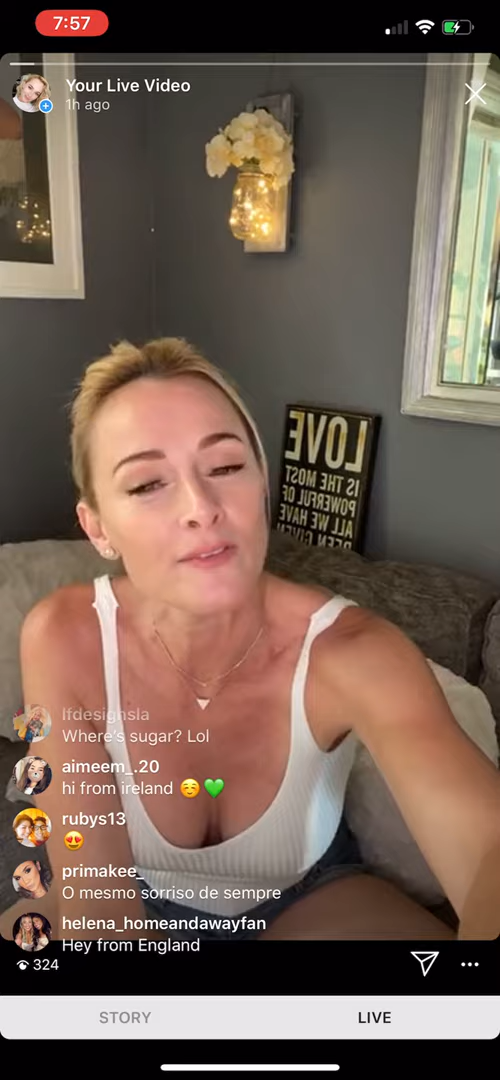 7:57
Your Live Video
1h ago
LOVE
IS THE MOST
POWERFUL OF
ALL WE HAVE
BEEN GIVEN
lfdesignsla
Where's sugar? Lol
aimeem_.20
hi from ireland ☺️💚
rubys13
😍
primakee_
O mesmo sorriso de sempre
helena_homeandawayfan
Hey from England
324
STORY
LIVE